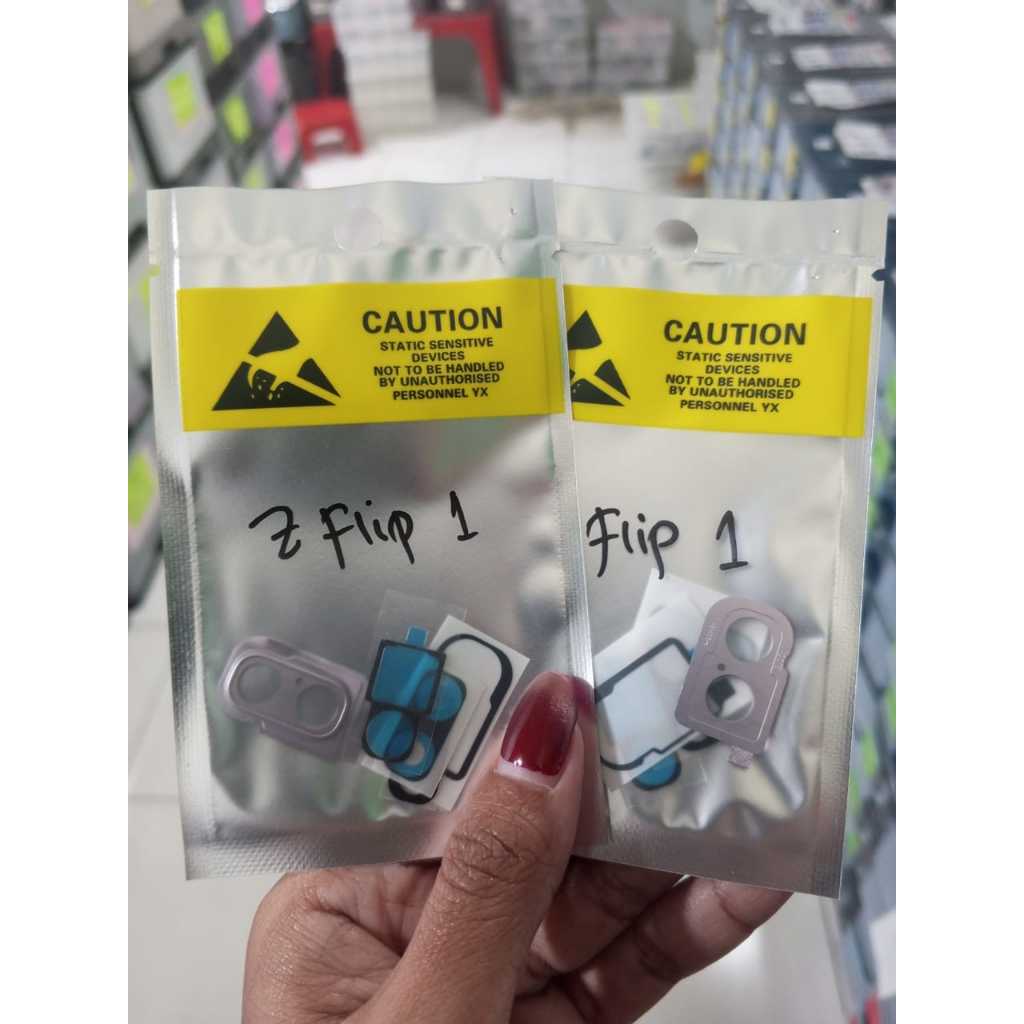 CAUTION
STATIC SENSITIVE
DEVICES
NOT TO BE HANDLED
BY UNAUTHORISED
PERSONNEL YX
Z Flip 1
CAUTION
STATIC SENSITIVE
DEVICES
NOT TO BE HANDLED
BY UNAUTHORISED
PERSONNEL YX
Flip 1